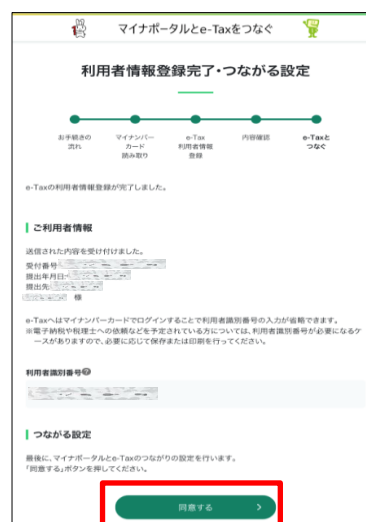 マイナポータルとe-Taxをつなぐ
利用者情報登録完了・つながる設定
お手続きの
流れ
マイナンバー
カード
読み取り
e-Tax
利用者情報
登録
内容確認
e-Taxと
つなぐ
e-Taxの利用者情報登録が完了しました。
ご利用者情報
送信された内容を受け付けました。
受付番号
提出年月日
提出先
様
e-Taxへはマイナンバーカードでログインすることで利用者識別番号の入力が省略できます。
※電子納税や税理士への依頼などを予定されている方については、利用者識別番号が必要になるケ
ースがありますので、必要に応じて保存または印刷を行ってください。
利用者識別番号
つながる設定
最後に、マイナポータルとe-Taxのつながりの設定を行います。
「同意する」ボタンを押してください。
同意する